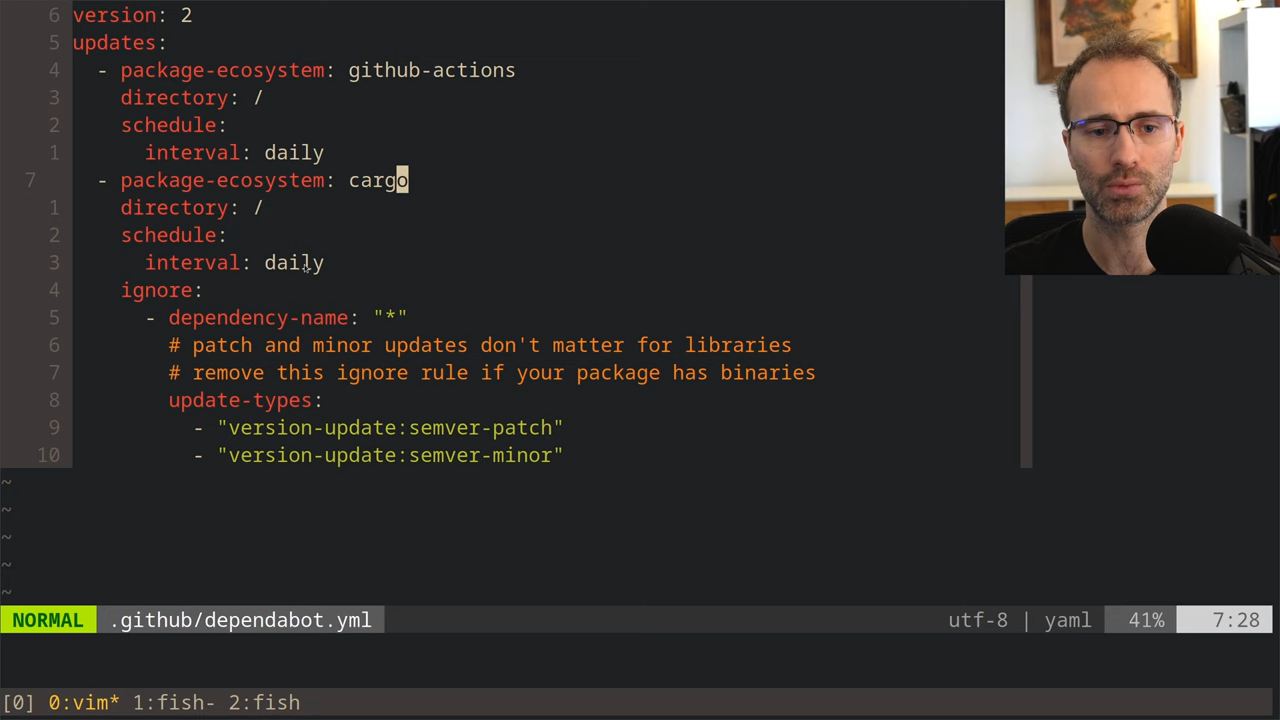 6 version: 2
5 updates:
4 - package-ecosystem: github-actions
3 directory: /
2 schedule:
1 interval: daily
7 - package-ecosystem: cargo
1 directory: /
2 schedule:
3 interval: daily
4 ignore:
5 - dependency-name: "*"
6 # patch and minor updates don't matter for libraries
7 # remove this ignore rule if your package has binaries
8 update-types:
9 - "version-update:semver-patch"
10 - "version-update:semver-minor"
~
~
~
~
~
NORMAL .github/dependabot.yml utf-8 | yaml 41% 7:28
[0] 0:vim* 1:fish- 2:fish